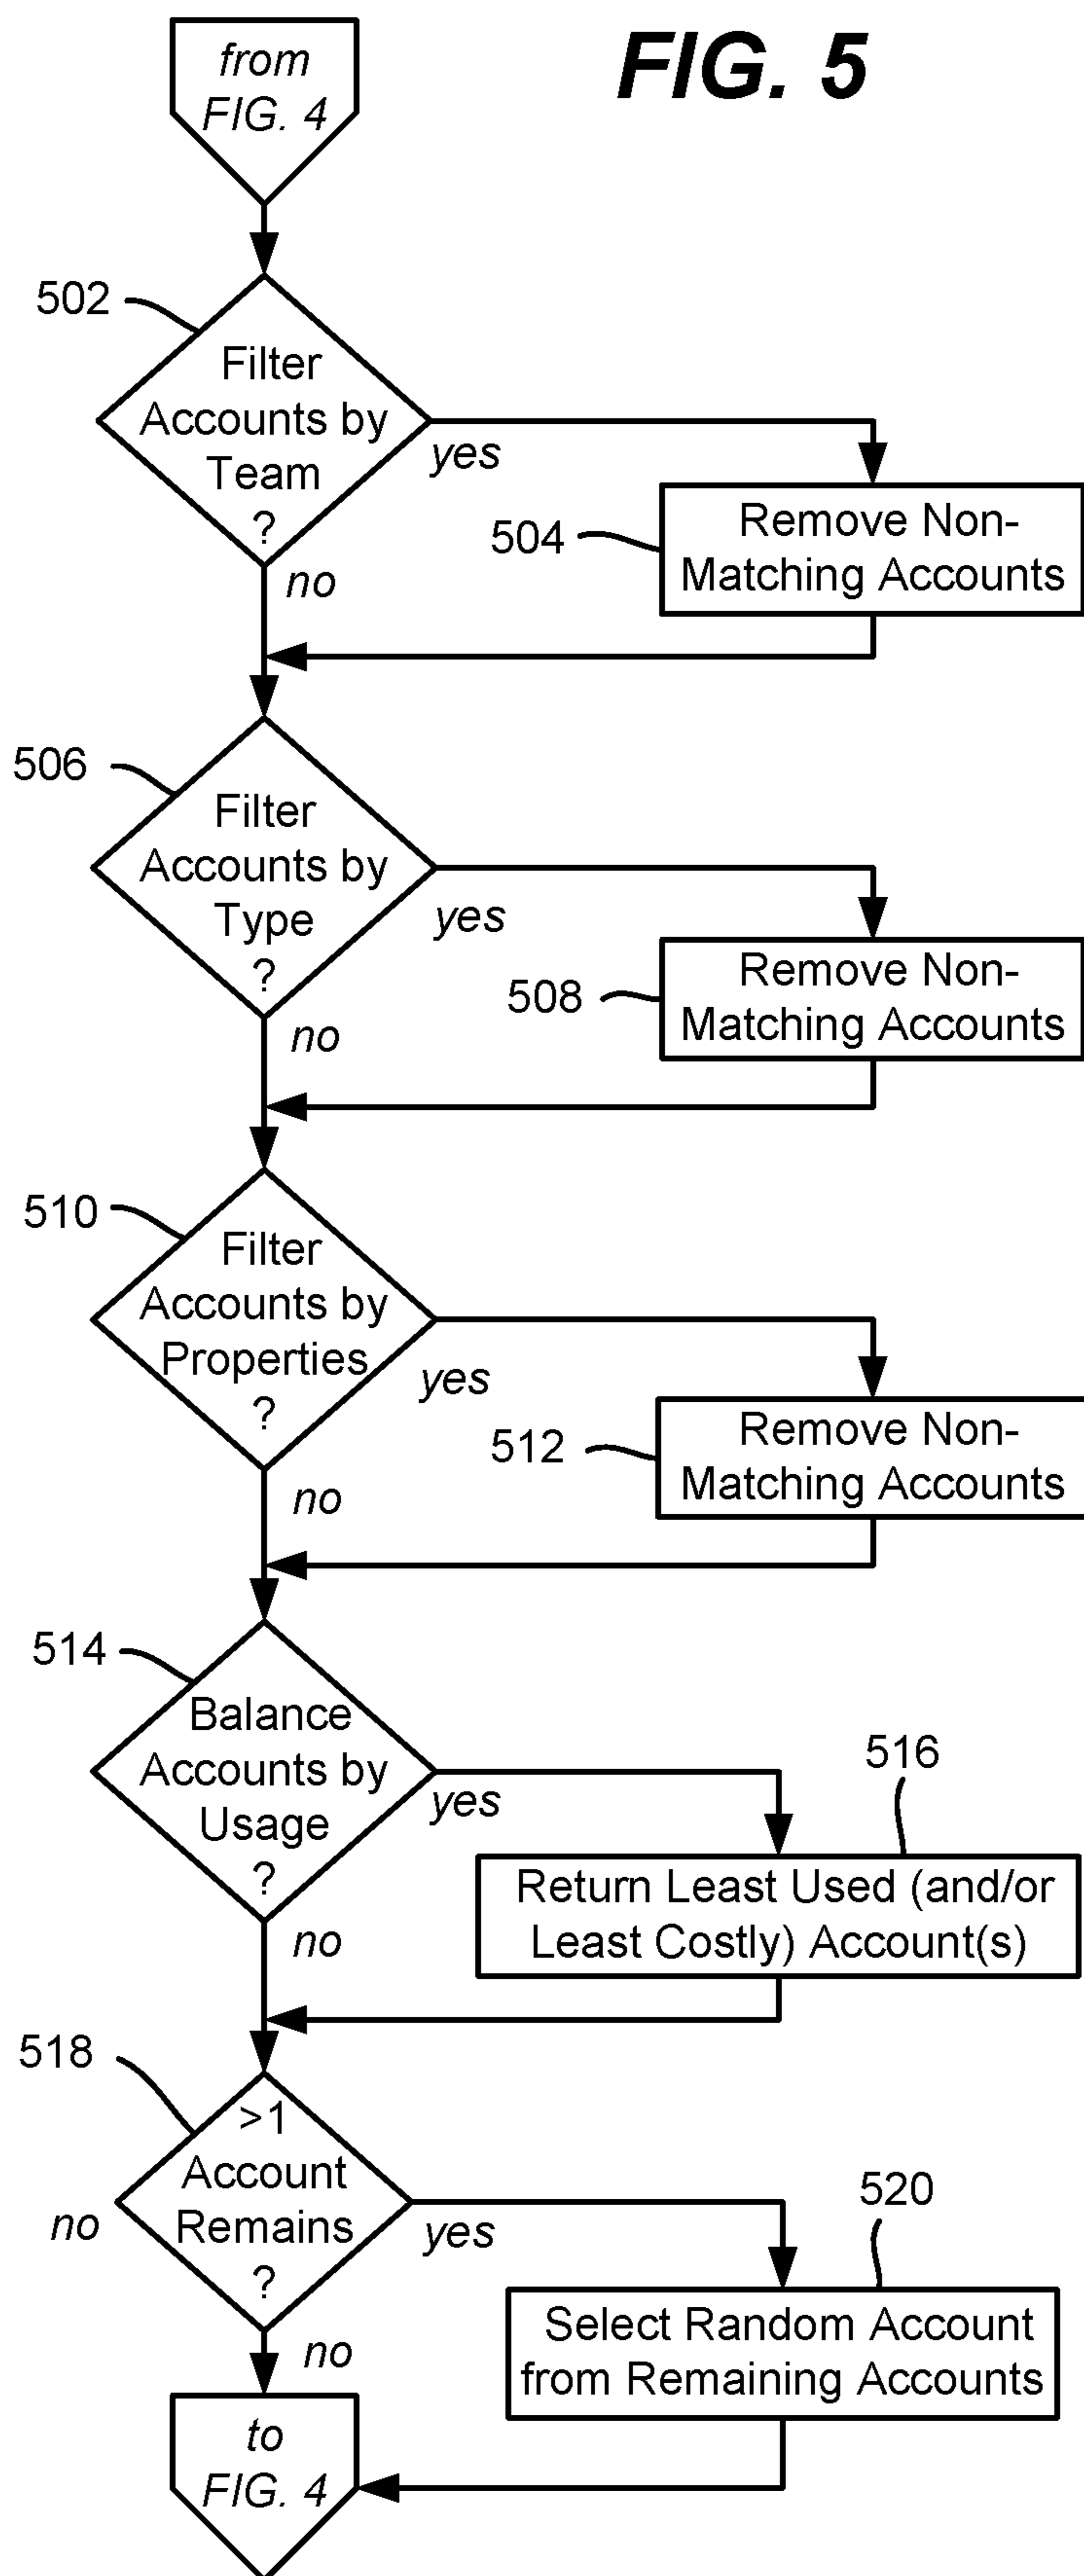 from
FIG. 4
FIG. 5
502
Filter
Accounts by
Team
?
yes
no
504
Remove Non-
Matching Accounts
506
Filter
Accounts by
Type
?
yes
no
508
Remove Non-
Matching Accounts
510
Filter
Accounts by
Properties
?
yes
no
512
Remove Non-
Matching Accounts
514
Balance
Accounts by
Usage
?
yes
no
516
Return Least Used (and/or
Least Costly) Account(s)
518
>1
Account
Remains
?
no
yes
no
520
Select Random Account
from Remaining Accounts
to
FIG. 4